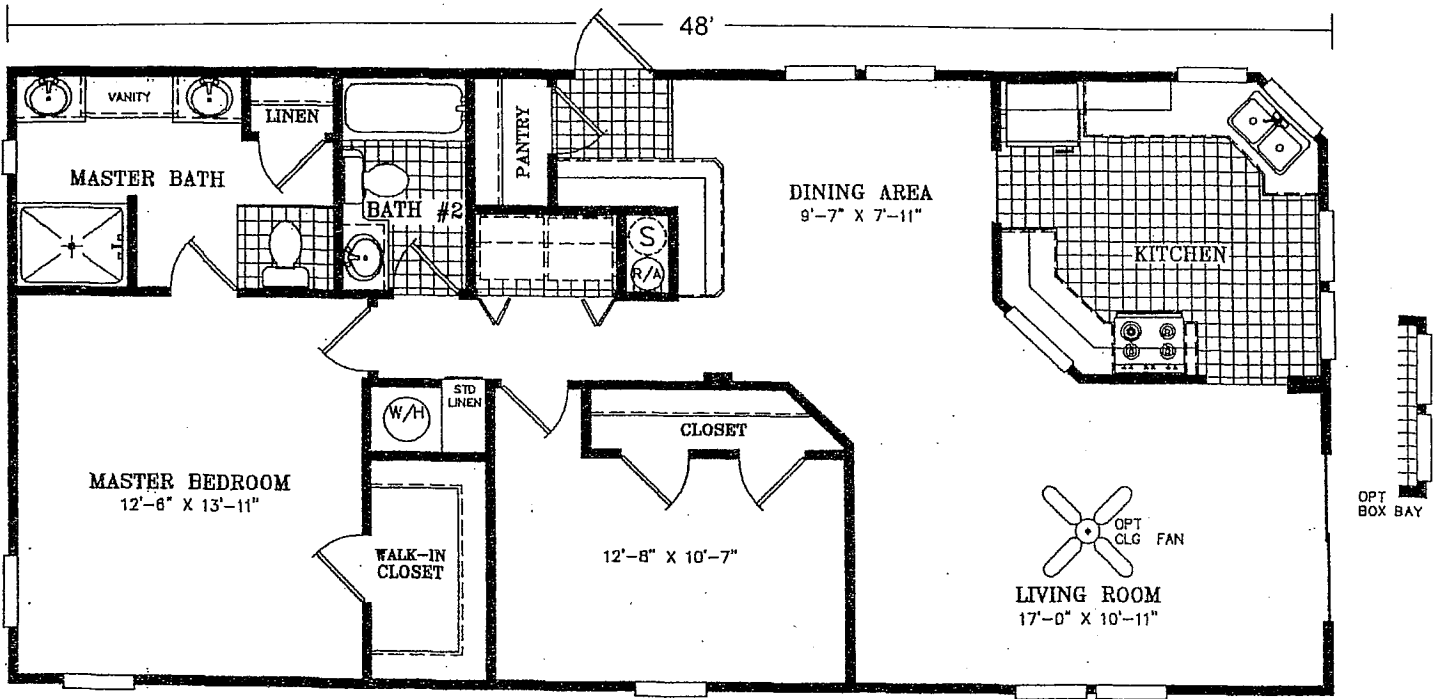 48'
VANITY
LINEN
PANTRY
MASTER BATH
BATH #2
DINING AREA
9'-7" X 7'-11"
S
R/A
KITCHEN
W/H
STD
LINEN
CLOSET
MASTER BEDROOM
12'-6" X 13'-11"
WALK-IN
CLOSET
12'-8" X 10'-7"
OPT
CLG FAN
LIVING ROOM
17'-0" X 10'-11"
OPT
BOX BAY